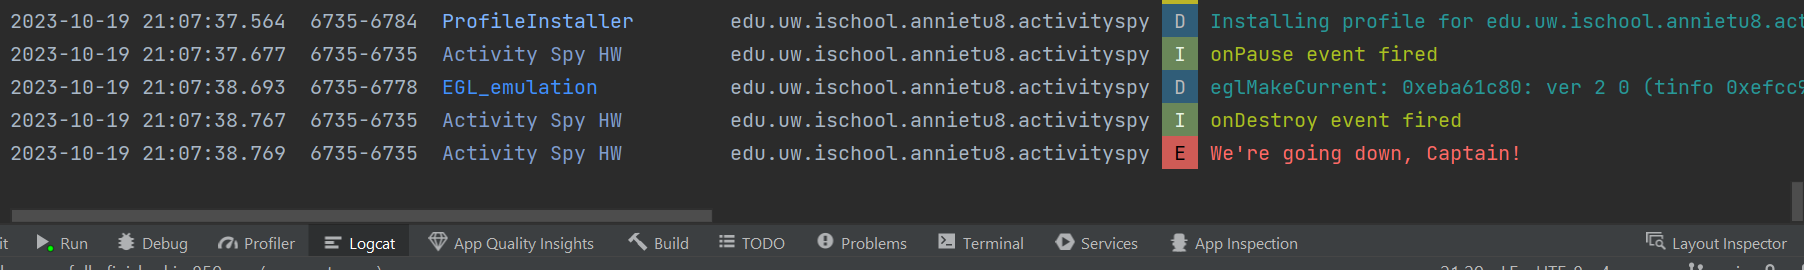 2023-10-19 21:07:37.564 6735-6784 ProfileInstaller edu.uw.ischool.annietu8.activityspy D Installing profile for edu.uw.ischool.annietu8.act
2023-10-19 21:07:37.677 6735-6735 Activity Spy HW edu.uw.ischool.annietu8.activityspy I onPause event fired
2023-10-19 21:07:38.693 6735-6778 EGL_emulation edu.uw.ischool.annietu8.activityspy D eglMakeCurrent: 0xeba61c80: ver 2 0 (tinfo 0xefcc9
2023-10-19 21:07:38.767 6735-6735 Activity Spy HW edu.uw.ischool.annietu8.activityspy I onDestroy event fired
2023-10-19 21:07:38.769 6735-6735 Activity Spy HW edu.uw.ischool.annietu8.activityspy E We're going down, Captain!
it Run Debug Profiler Logcat App Quality Insights Build TODO Problems Terminal Services App Inspection Layout Inspector